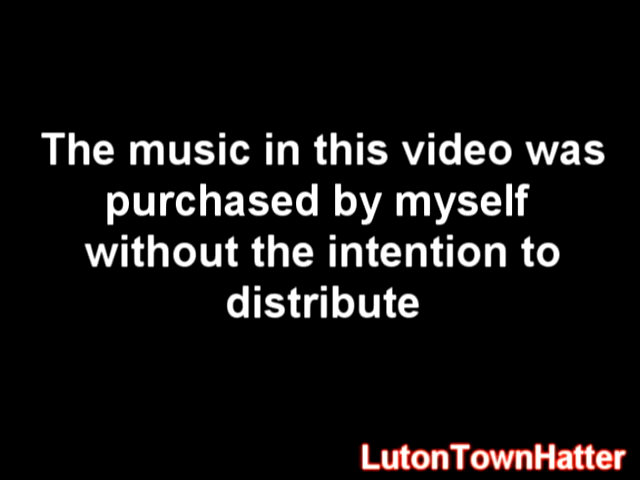 The music in this video was
purchased by myself
without the intention to
distribute
LutonTownHatter